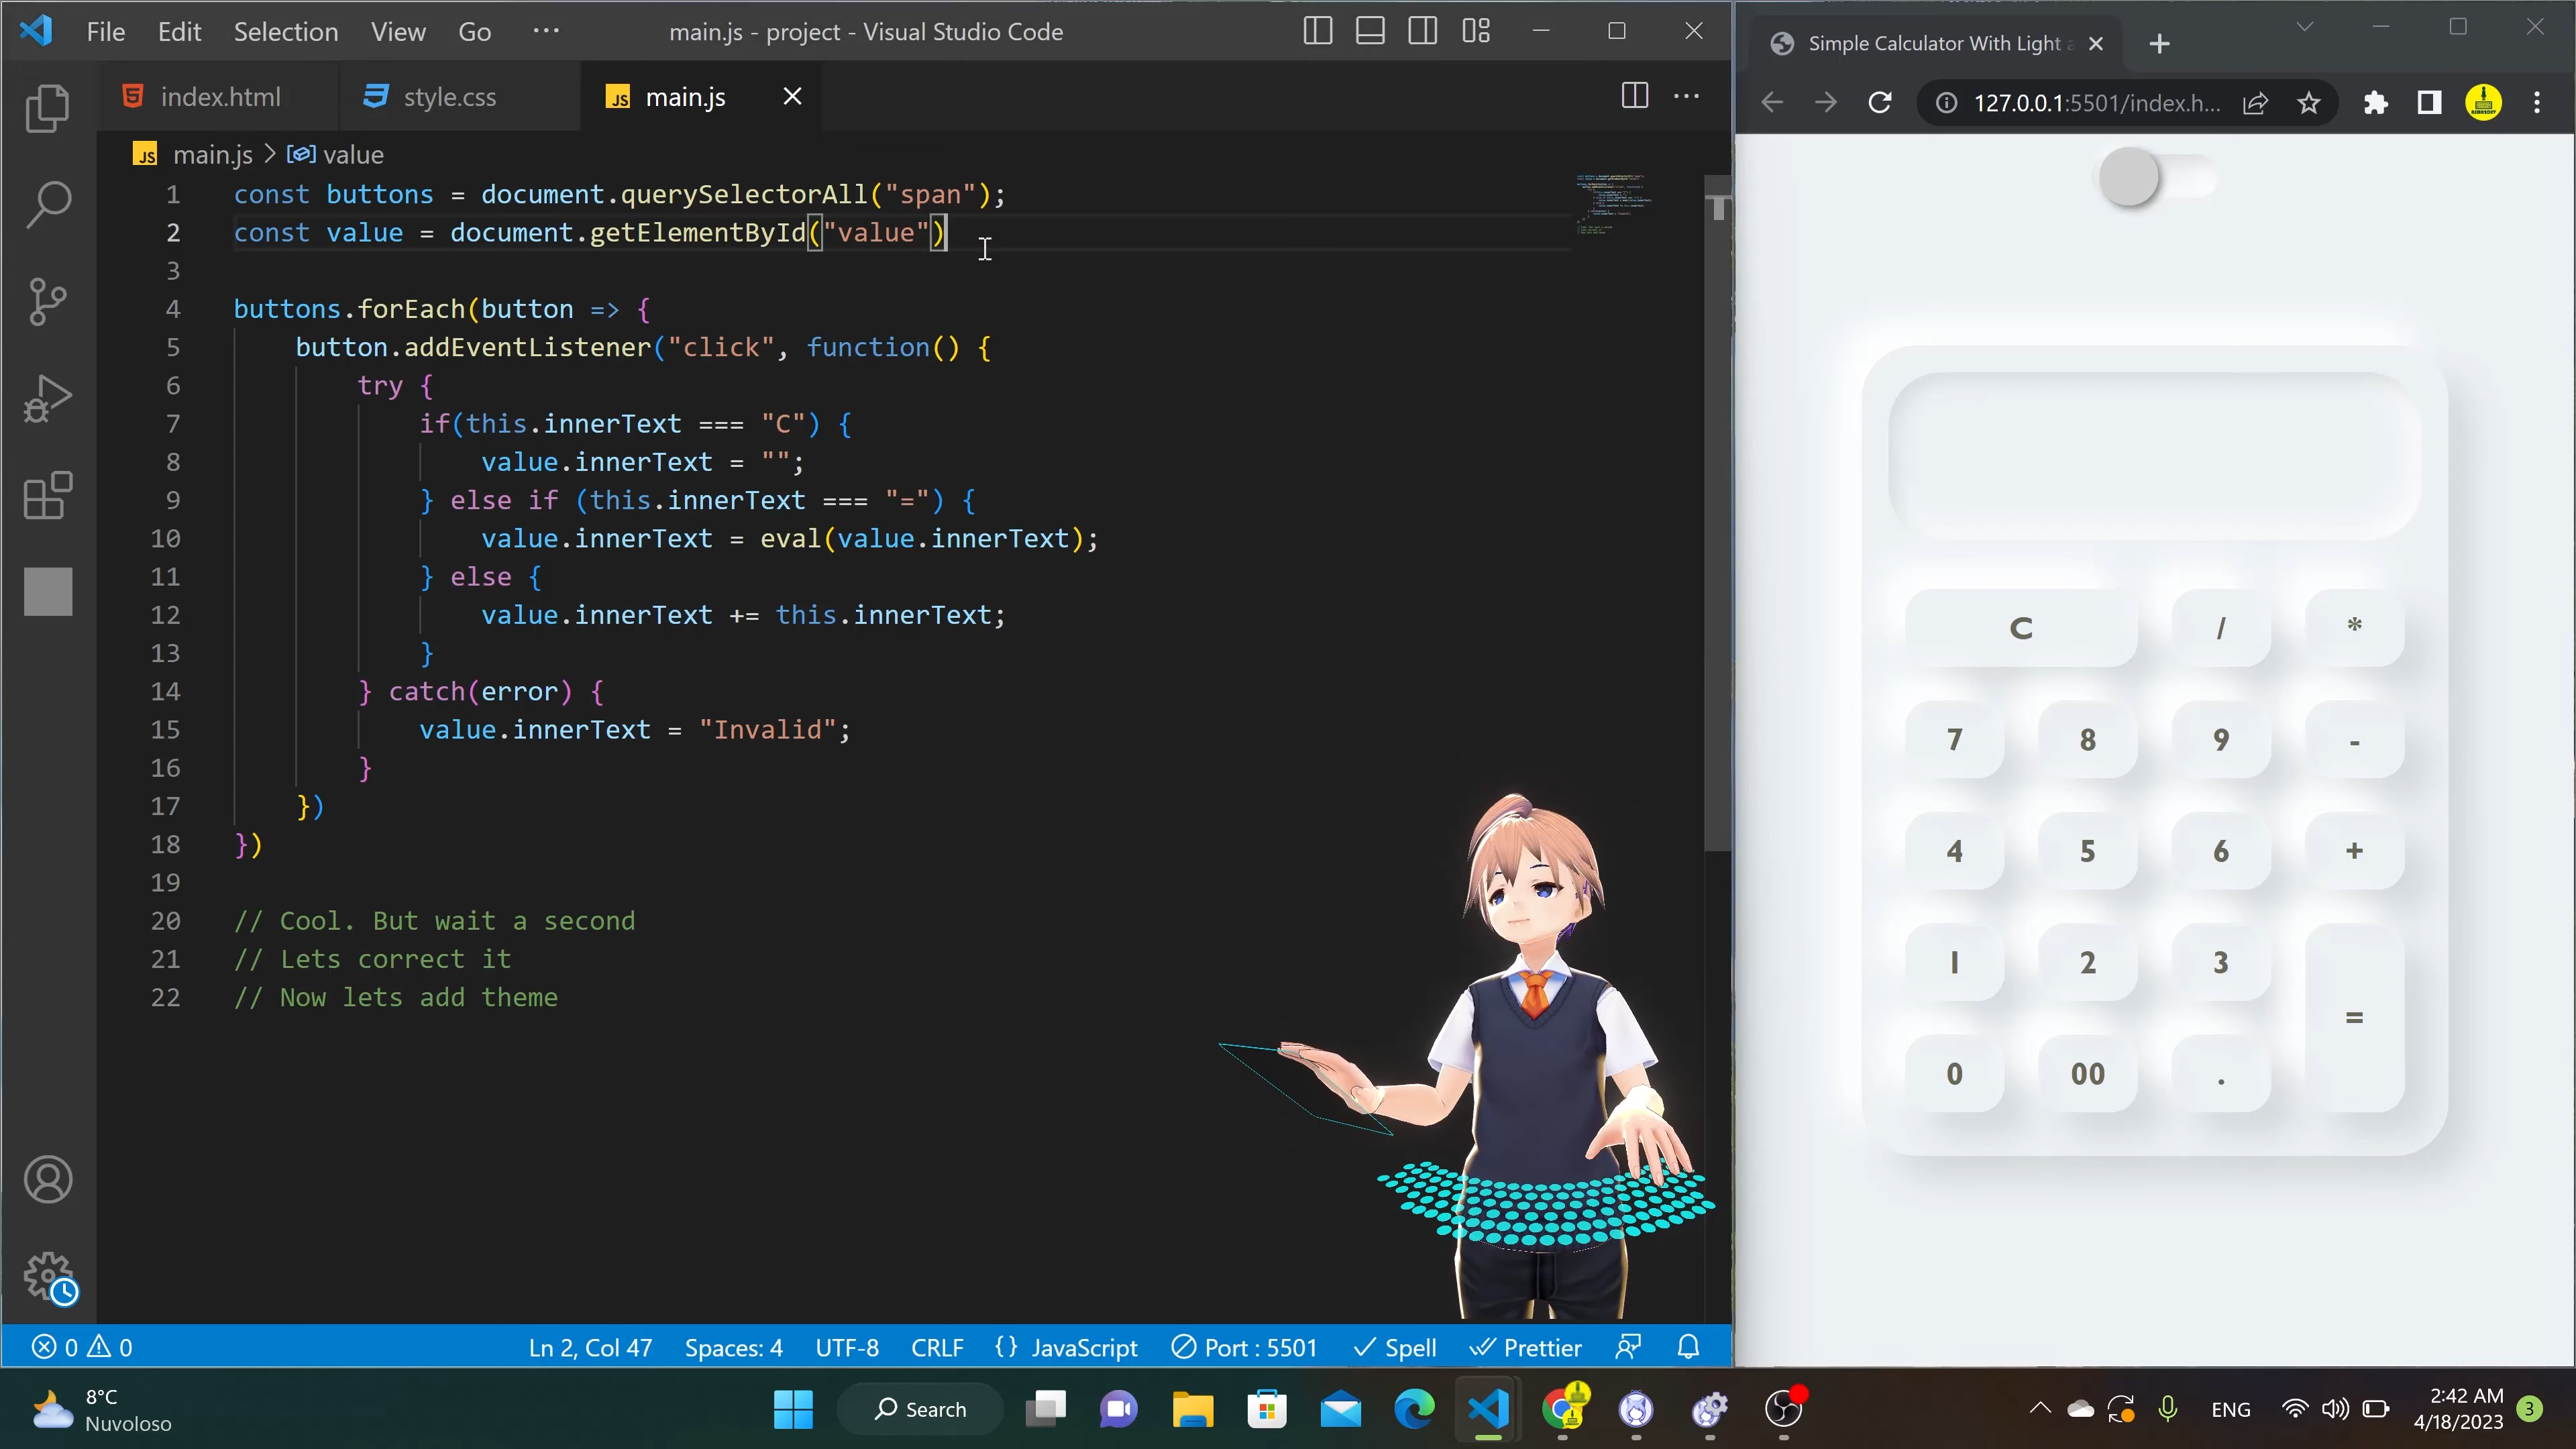 File Edit Selection View Go ··· main.js - project - Visual Studio Code
index.html style.css JS main.js
JS main.js > value
1 const buttons = document.querySelectorAll("span");
2 const value = document.getElementById("value")
3
4 buttons.forEach(button => {
5 button.addEventListener("click", function() {
6 try {
7 if(this.innerText === "C") {
8 value.innerText = "";
9 } else if (this.innerText === "=") {
10 value.innerText = eval(value.innerText);
11 } else {
12 value.innerText += this.innerText;
13 }
14 } catch(error) {
15 value.innerText = "Invalid";
16 }
17 })
18 })
19
20 // Cool. But wait a second
21 // Lets correct it
22 // Now lets add theme
0 0 Ln 2, Col 47 Spaces: 4 UTF-8 CRLF {} JavaScript Port : 5501 Spell Prettier
Simple Calculator With Light
127.0.0.1:5501/index.h...
C / *
7 8 9 -
4 5 6 +
1 2 3
=
0 00 .
8°C
Nuvoloso
Search
ENG
2:42 AM
4/18/2023
3